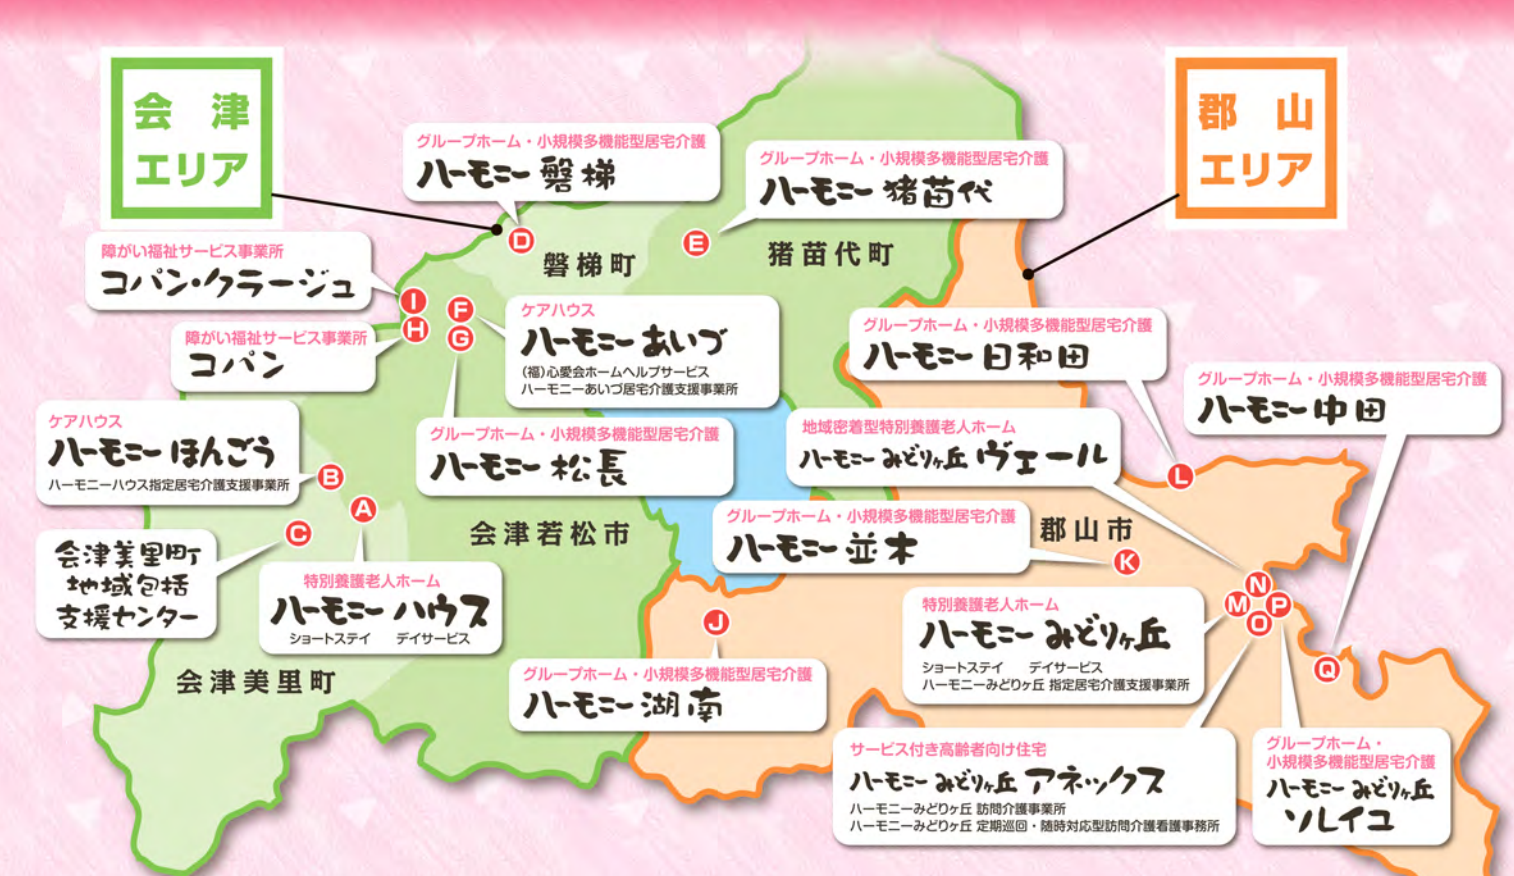 会津
エリア
郡山
エリア
グループホーム・小規模多機能型居宅介護
ハーモニー 磐梯
D
グループホーム・小規模多機能型居宅介護
ハーモニー 猪苗代
E
磐梯町
猪苗代町
障がい福祉サービス事業所
コパン・クラージュ
I
障がい福祉サービス事業所
コパン
H
F
G
ケアハウス
ハーモニー あいづ
(福)心愛会ホームヘルプサービス
ハーモニーあいづ居宅介護支援事業所
グループホーム・小規模多機能型居宅介護
ハーモニー 日和田
L
グループホーム・小規模多機能型居宅介護
ハーモニー 中田
ケアハウス
ハーモニー ほんごう
ハーモニーハウス指定居宅介護支援事業所
B
グループホーム・小規模多機能型居宅介護
ハーモニー 松長
地域密着型特別養護老人ホーム
ハーモニー みどりヶ丘 ヴェール
A
C
会津美里町
地域包括
支援センター
特別養護老人ホーム
ハーモニー ハウス
ショートステイ デイサービス
会津若松市
グループホーム・小規模多機能型居宅介護
ハーモニー 並木
郡山市
K
N
M
P
O
Q
特別養護老人ホーム
ハーモニー みどりヶ丘
ショートステイ デイサービス
ハーモニーみどりヶ丘 指定居宅介護支援事業所
J
グループホーム・小規模多機能型居宅介護
ハーモニー 湖南
会津美里町
サービス付き高齢者向け住宅
ハーモニー みどりヶ丘 アネックス
ハーモニーみどりヶ丘 訪問介護事業所
ハーモニーみどりヶ丘 定期巡回・随時対応型訪問介護看護事務所
グループホーム・
小規模多機能型居宅介護
ハーモニー みどりヶ丘
ソレイユ